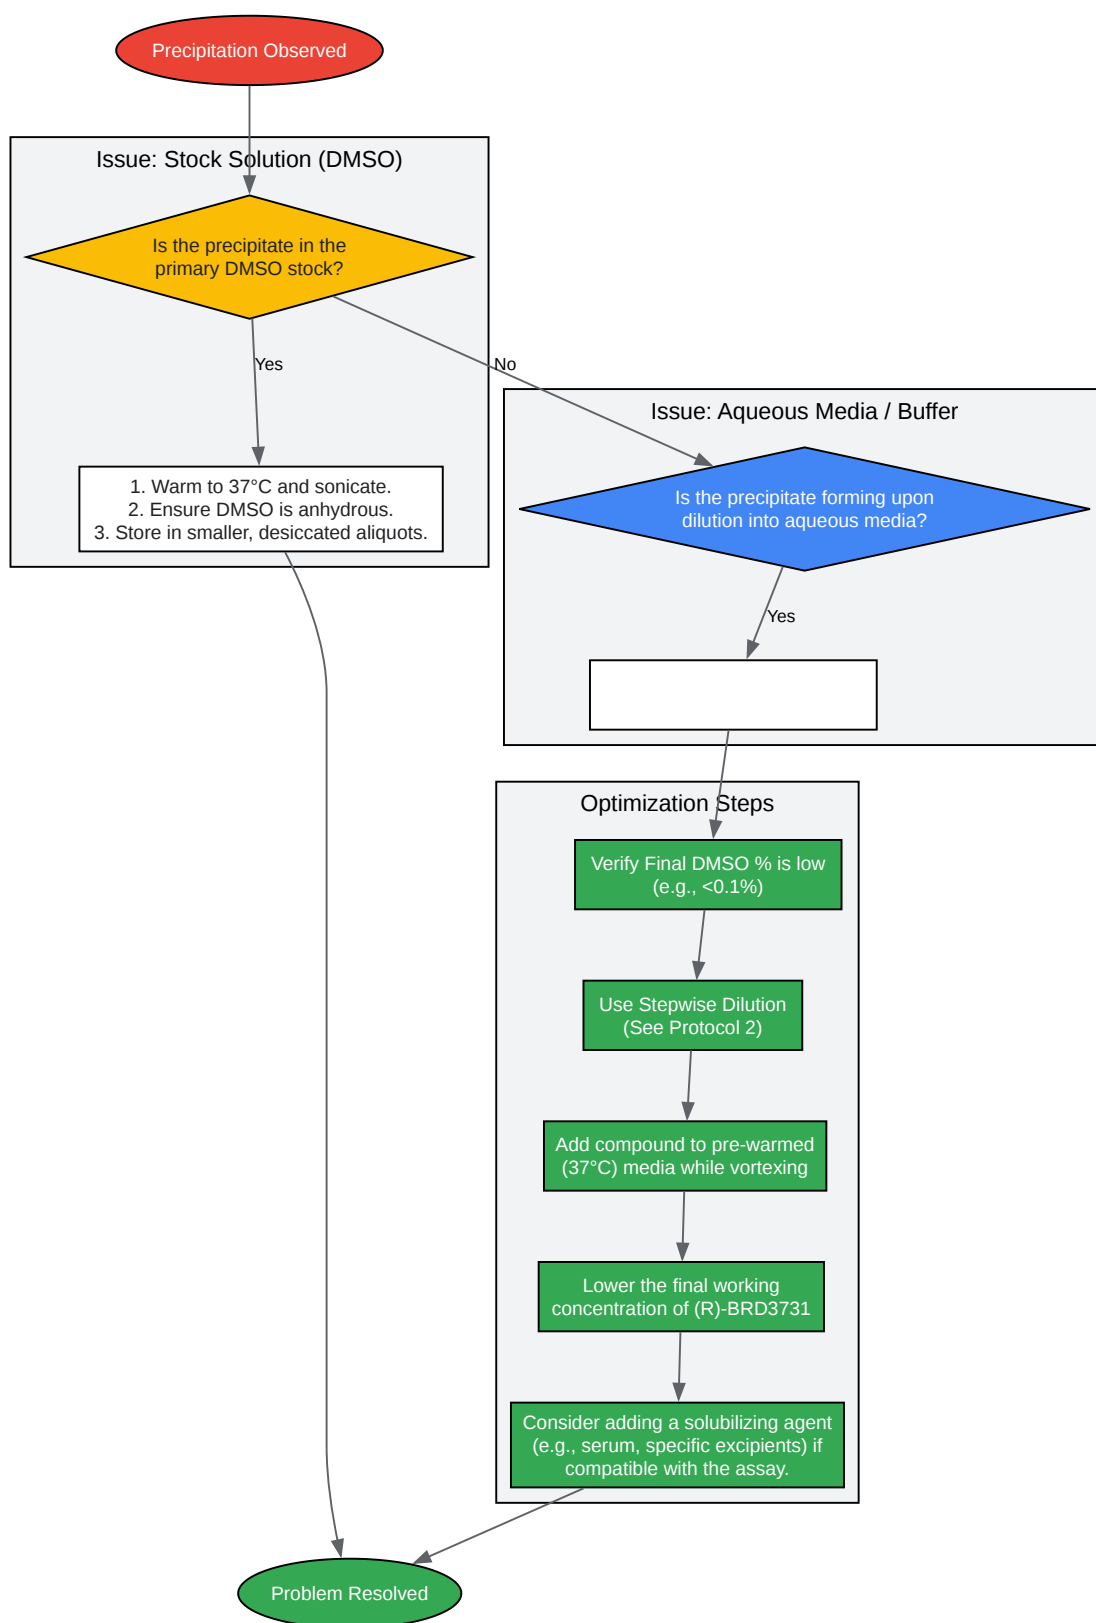 Precipitation Observed
Issue: Stock Solution (DMSO)
Is the precipitate in the
primary DMSO stock?
Yes
No
1. Warm to 37°C and sonicate.
2. Ensure DMSO is anhydrous.
3. Store in smaller, desiccated aliquots.
Issue: Aqueous Media / Buffer
Is the precipitate forming upon
dilution into aqueous media?
Yes
Optimization Steps
Verify Final DMSO % is low
(e.g., <0.1%)
Use Stepwise Dilution
(See Protocol 2)
Add compound to pre-warmed
(37°C) media while vortexing
Lower the final working
concentration of (R)-BRD3731
Consider adding a solubilizing agent
(e.g., serum, specific excipients) if
compatible with the assay.
Problem Resolved